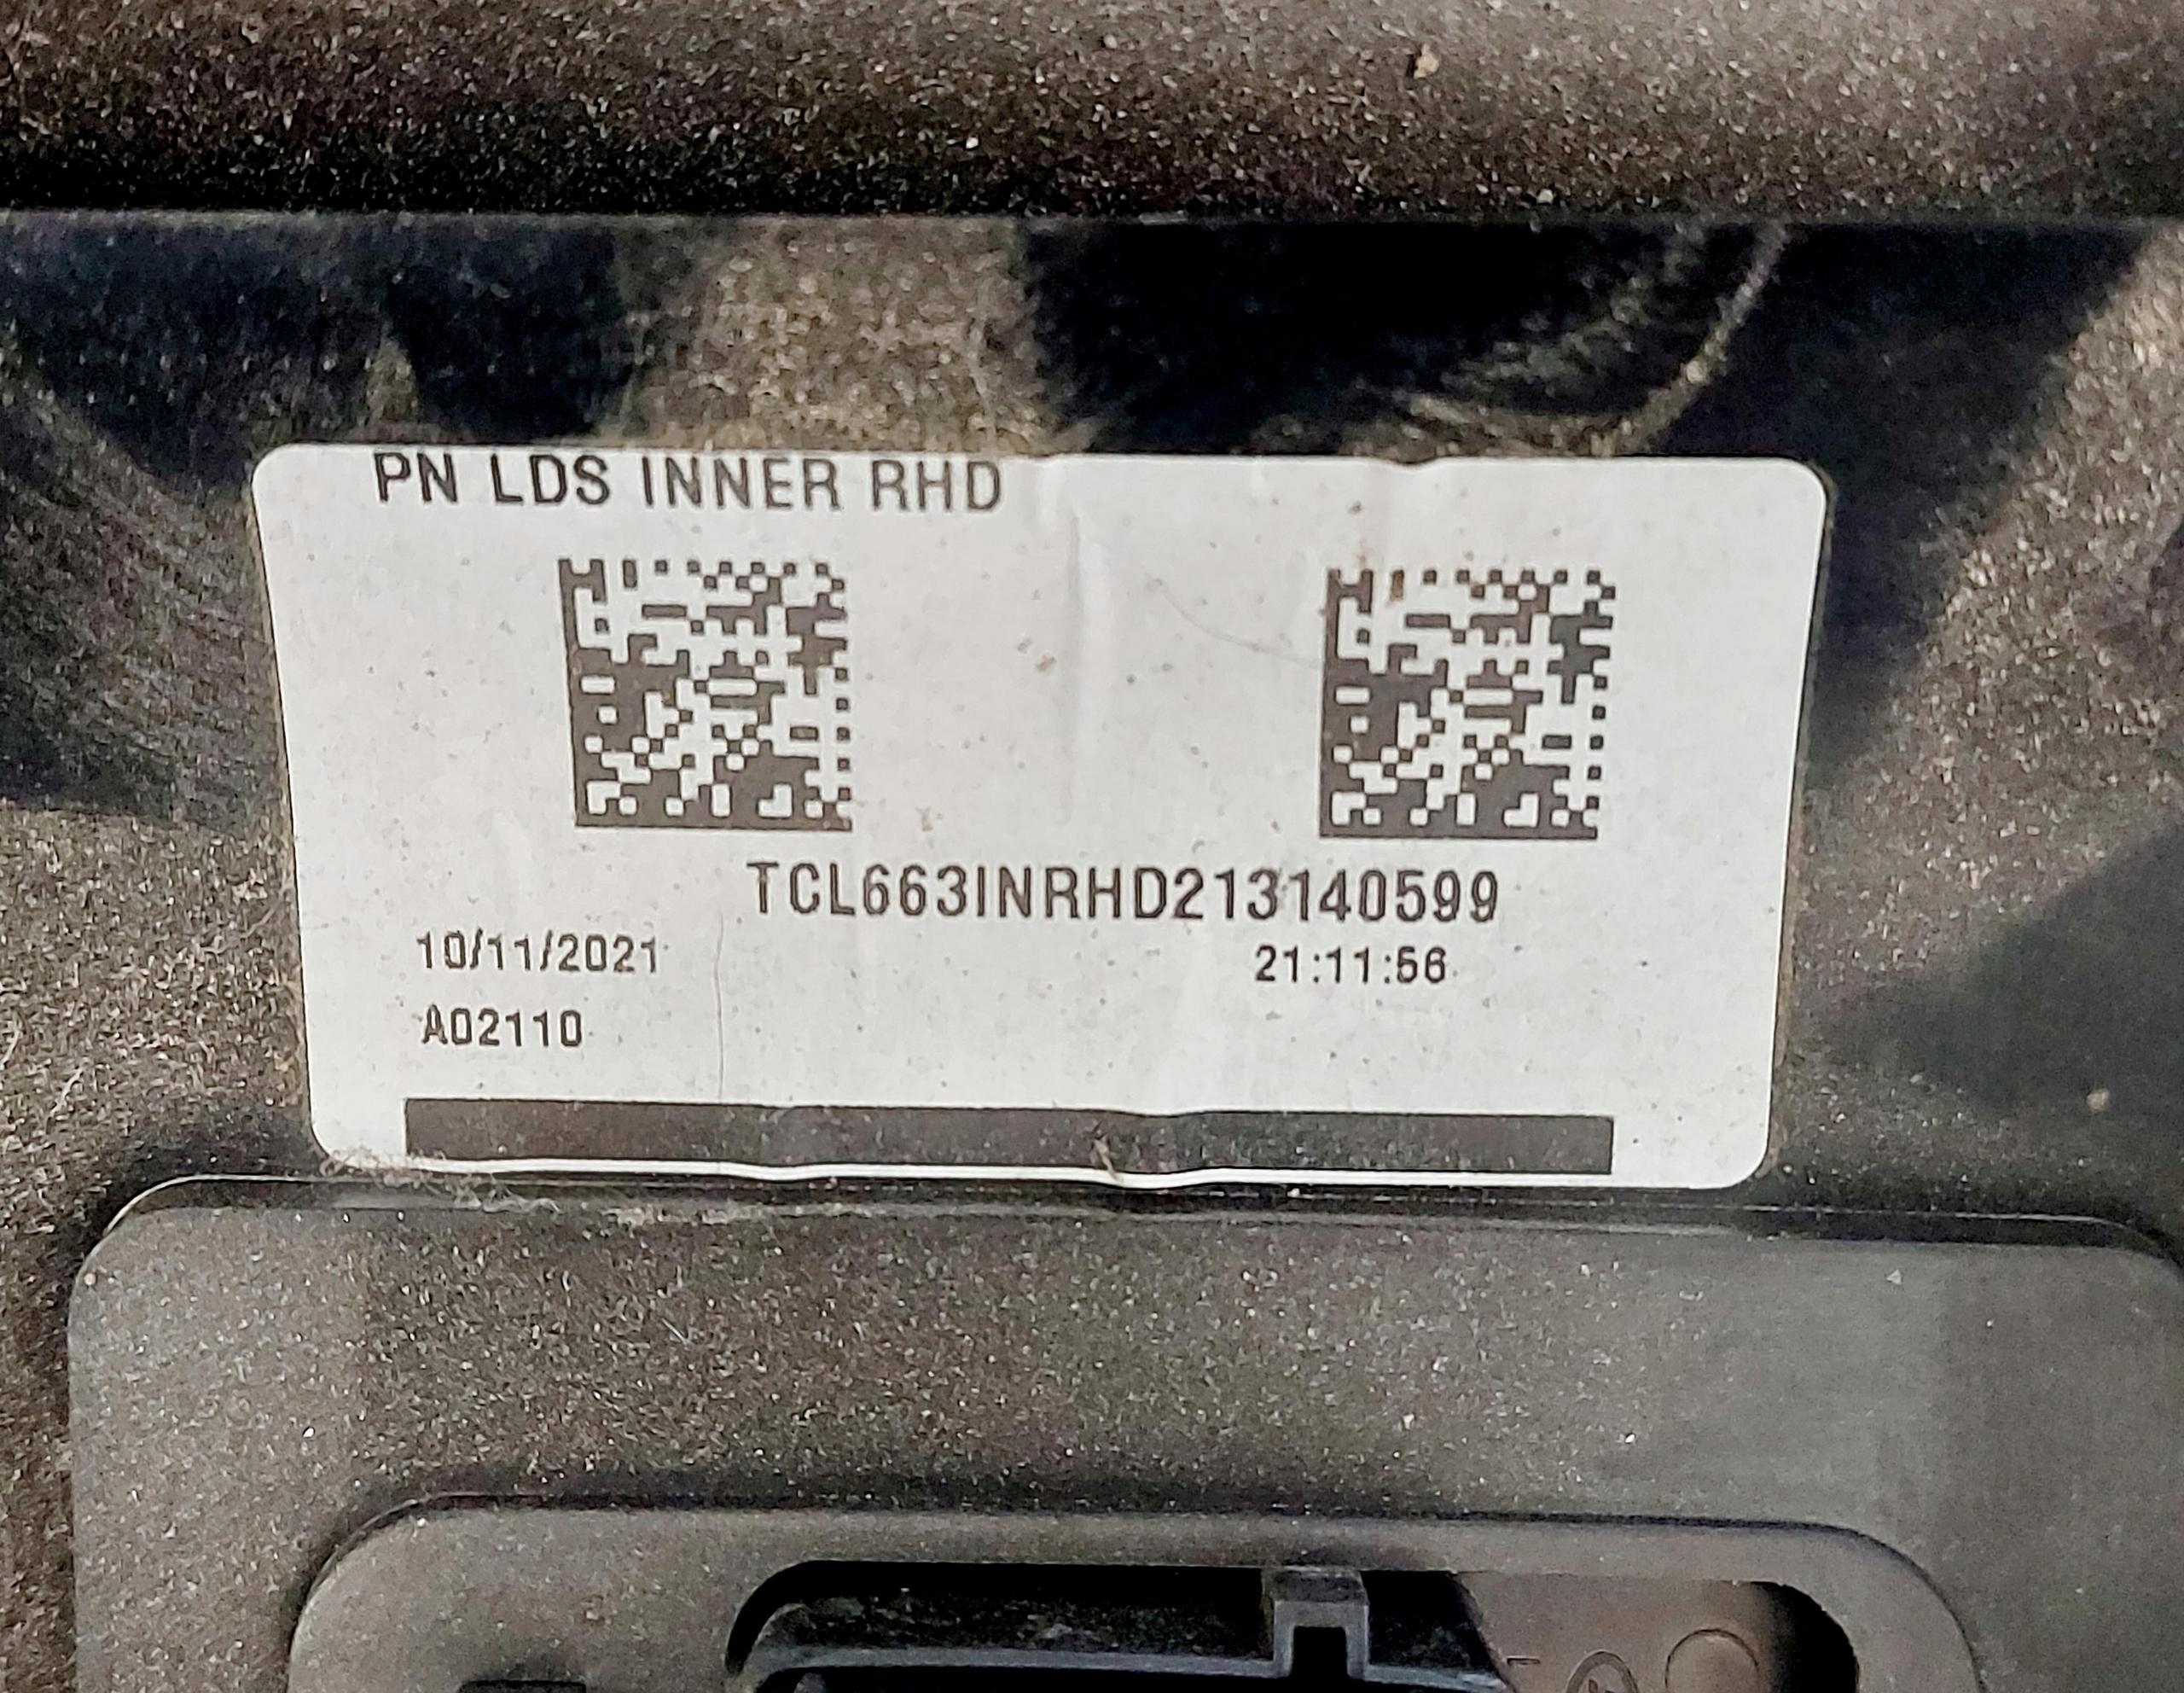 PN LDS INNER RHD
TCL663INRHD213140599
10/11/2021 21:11:56
A02110